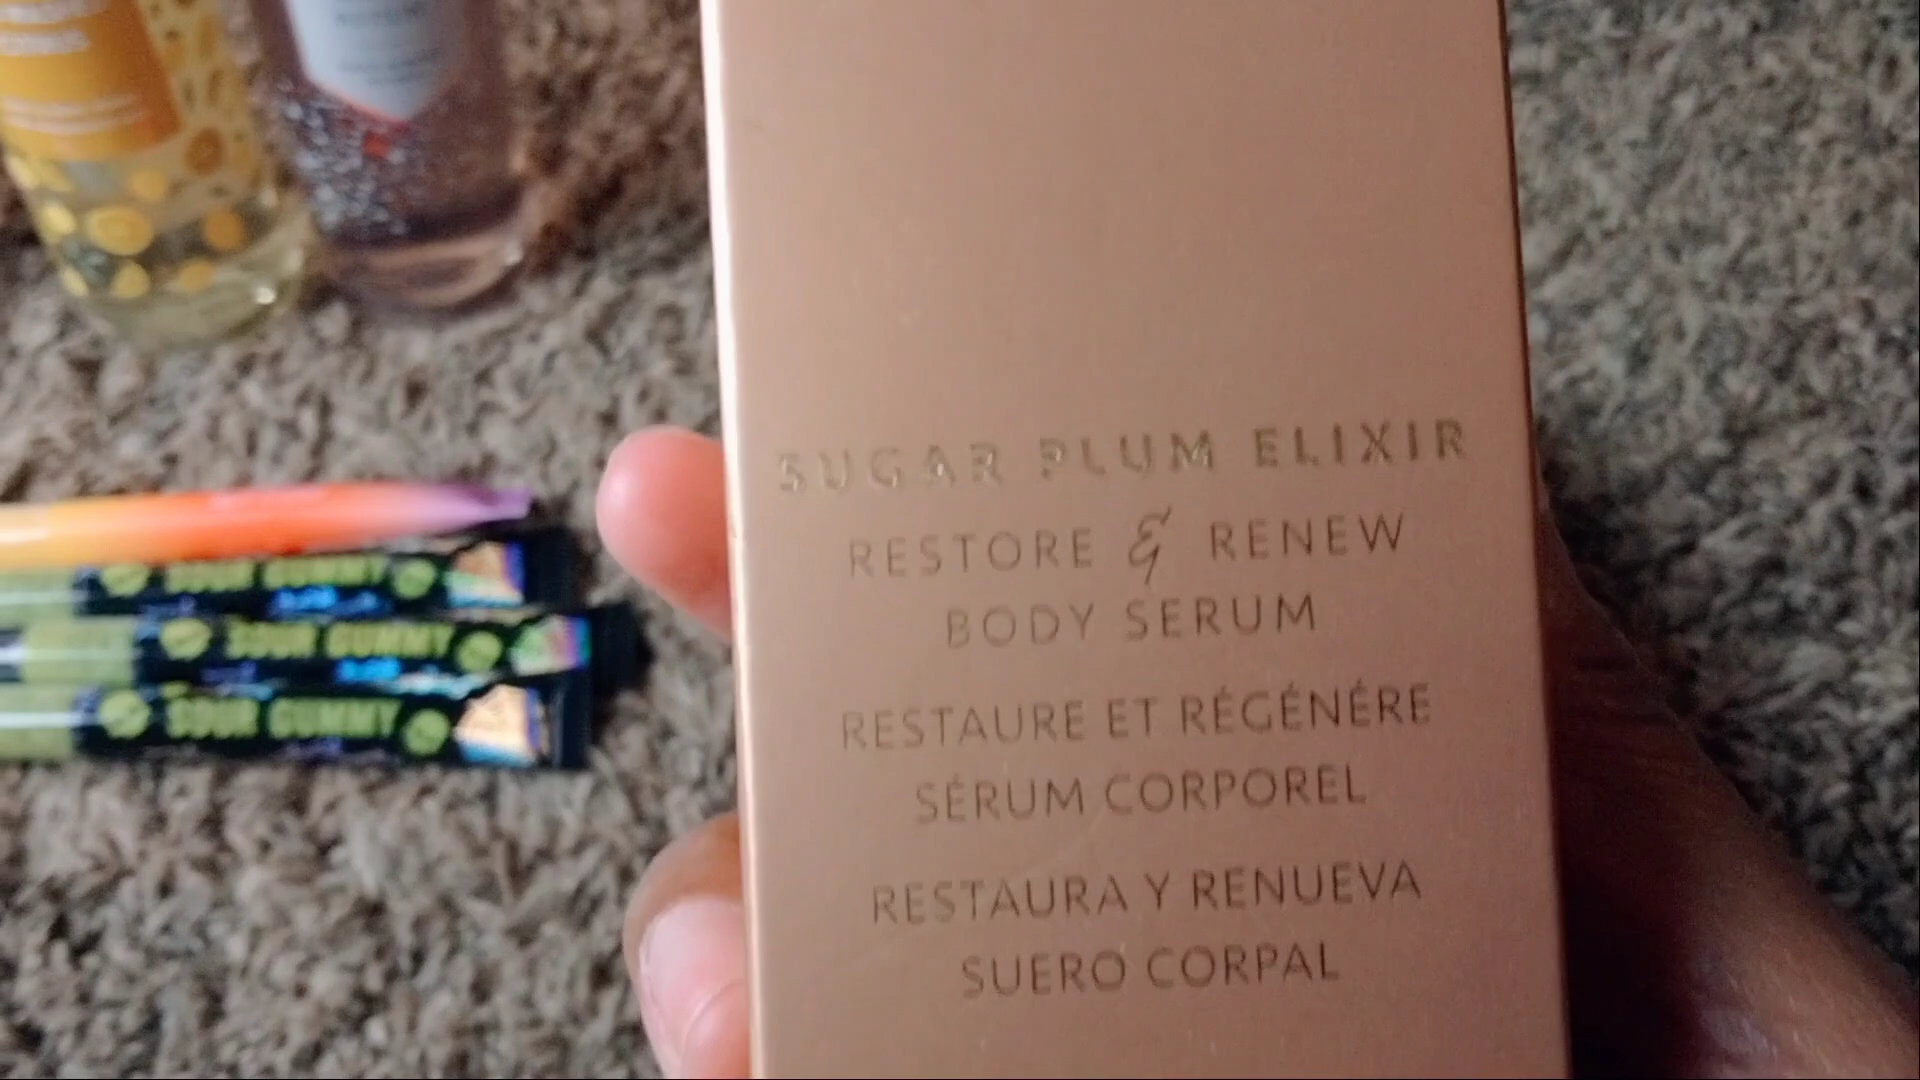 SUGAR PLUM ELIXIR
RESTORE & RENEW
BODY SERUM
RESTAURE ET RÉGÉNÉRE
SÉRUM CORPOREL
RESTAURA Y RENUEVA
SUERO CORPAL
SOUR GUMMY
SOUR GUMMY
SOUR GUMMY